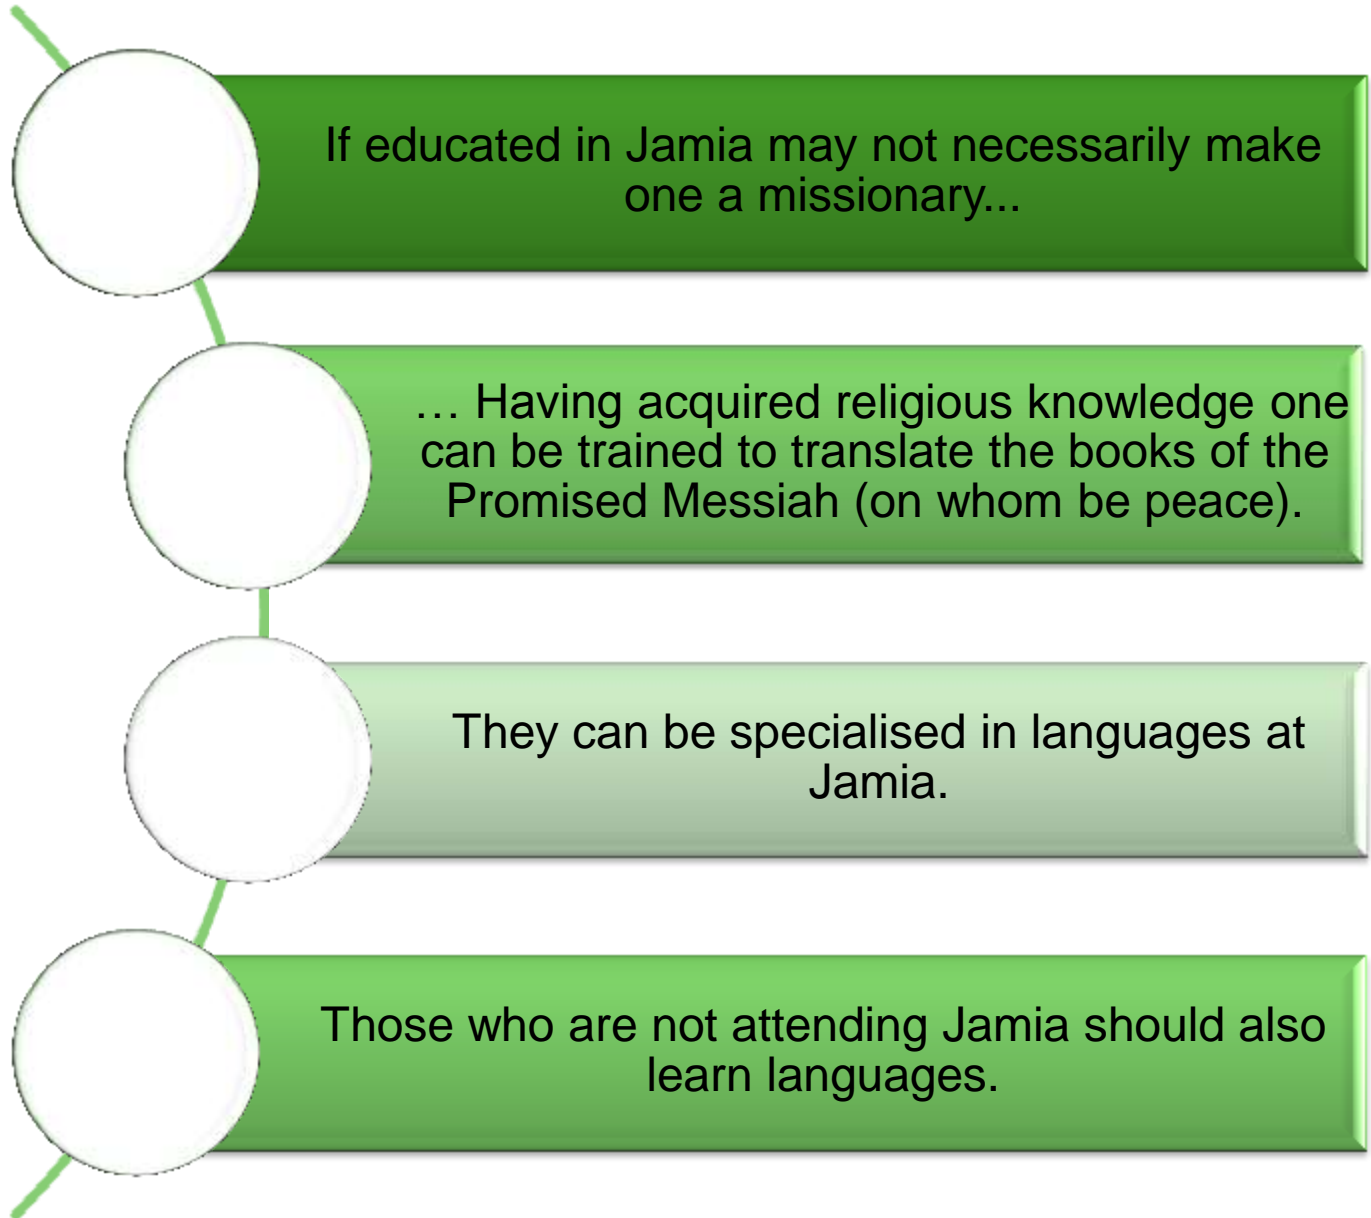 If educated in Jamia may not necessarily make
one a missionary...
… Having acquired religious knowledge one
can be trained to translate the books of the
Promised Messiah (on whom be peace).
They can be specialised in languages at
Jamia.
Those who are not attending Jamia should also
learn languages.